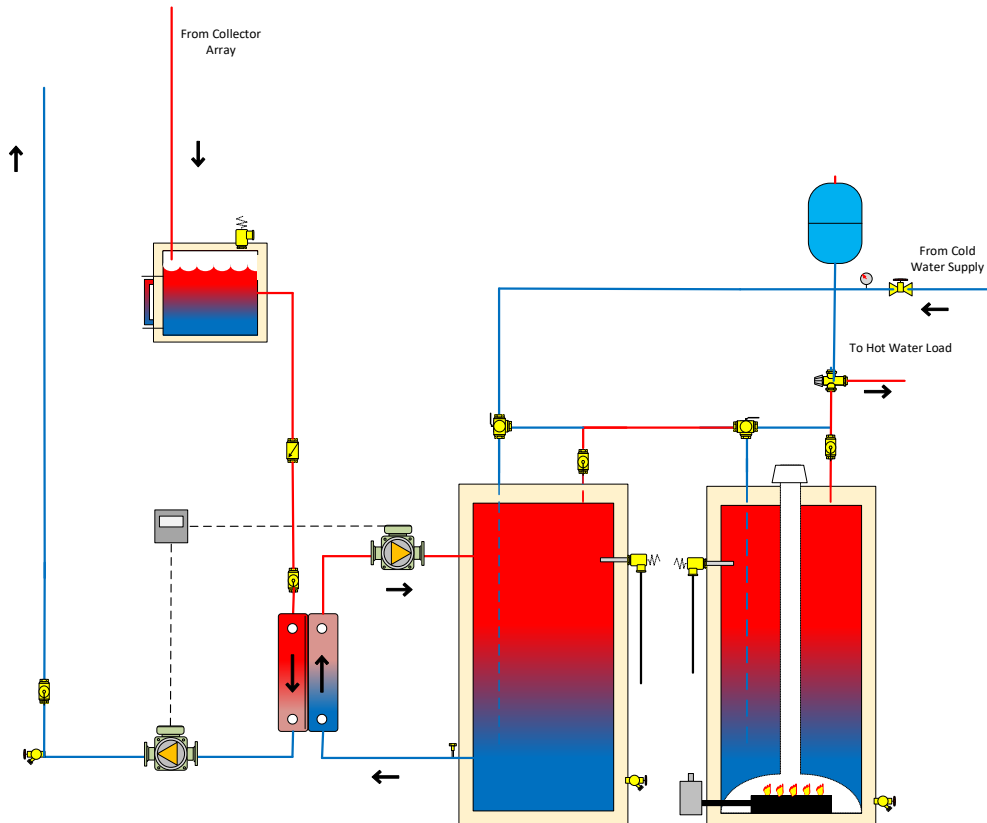 From Collector
Array
From Cold
Water Supply
To Hot Water Load